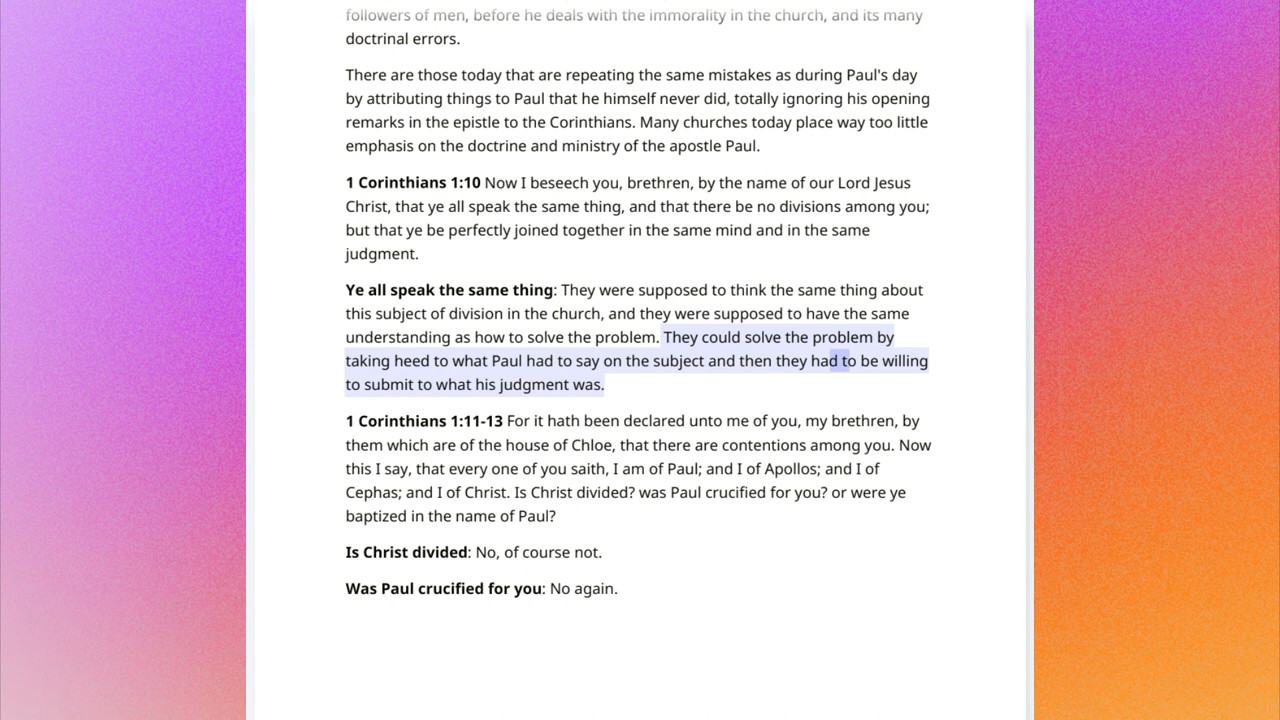 followers of men, before he deals with the immorality in the church, and its many
doctrinal errors.
There are those today that are repeating the same mistakes as during Paul's day
by attributing things to Paul that he himself never did, totally ignoring his opening
remarks in the epistle to the Corinthians. Many churches today place way too little
emphasis on the doctrine and ministry of the apostle Paul.
1 Corinthians 1:10 Now I beseech you, brethren, by the name of our Lord Jesus
Christ, that ye all speak the same thing, and that there be no divisions among you;
but that ye be perfectly joined together in the same mind and in the same
judgment.
Ye all speak the same thing: They were supposed to think the same thing about
this subject of division in the church, and they were supposed to have the same
understanding as how to solve the problem. They could solve the problem by
taking heed to what Paul had to say on the subject and then they had to be willing
to submit to what his judgment was.
1 Corinthians 1:11-13 For it hath been declared unto me of you, my brethren, by
them which are of the house of Chloe, that there are contentions among you. Now
this I say, that every one of you saith, I am of Paul; and I of Apollos; and I of
Cephas; and I of Christ. Is Christ divided? was Paul crucified for you? or were ye
baptized in the name of Paul?
Is Christ divided: No, of course not.
Was Paul crucified for you: No again.